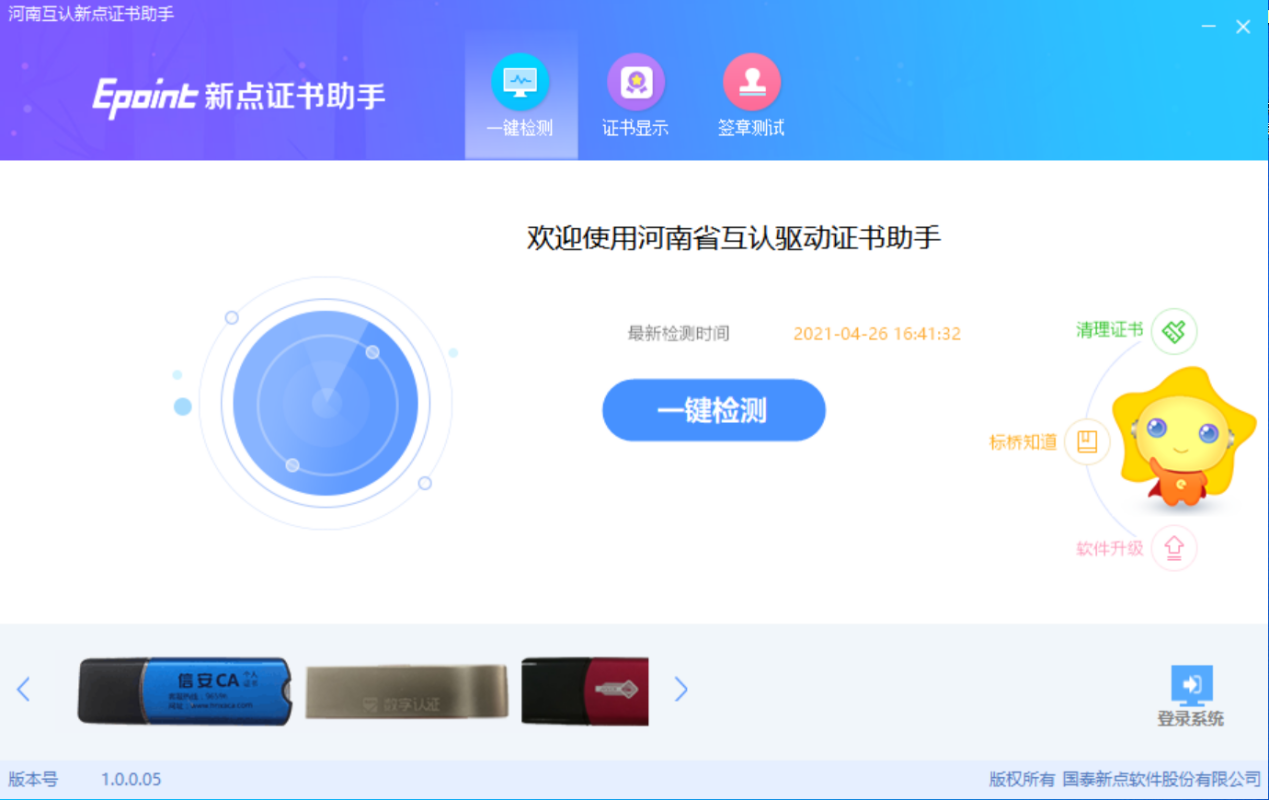 河南互认新点证书助手
Epoint 新点证书助手
一键检测
证书显示
签章测试
欢迎使用河南省互认驱动证书助手
最新检测时间 2021-04-26 16:41:32
一键检测
清理证书
标桥知道
软件升级
信安CA 个人证书
数字认证
登录系统
版本号 1.0.0.05
版权所有 国泰新点软件股份有限公司